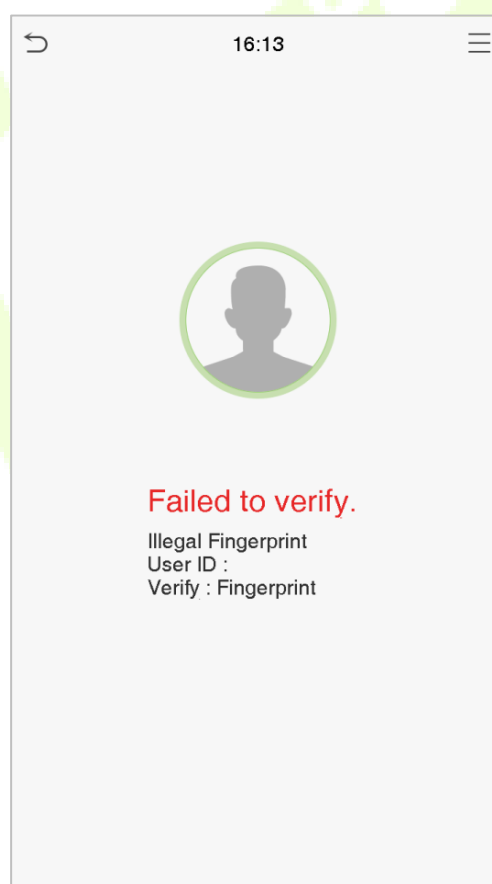 16:13
Failed to verify.
Illegal Fingerprint
User ID :
Verify : Fingerprint